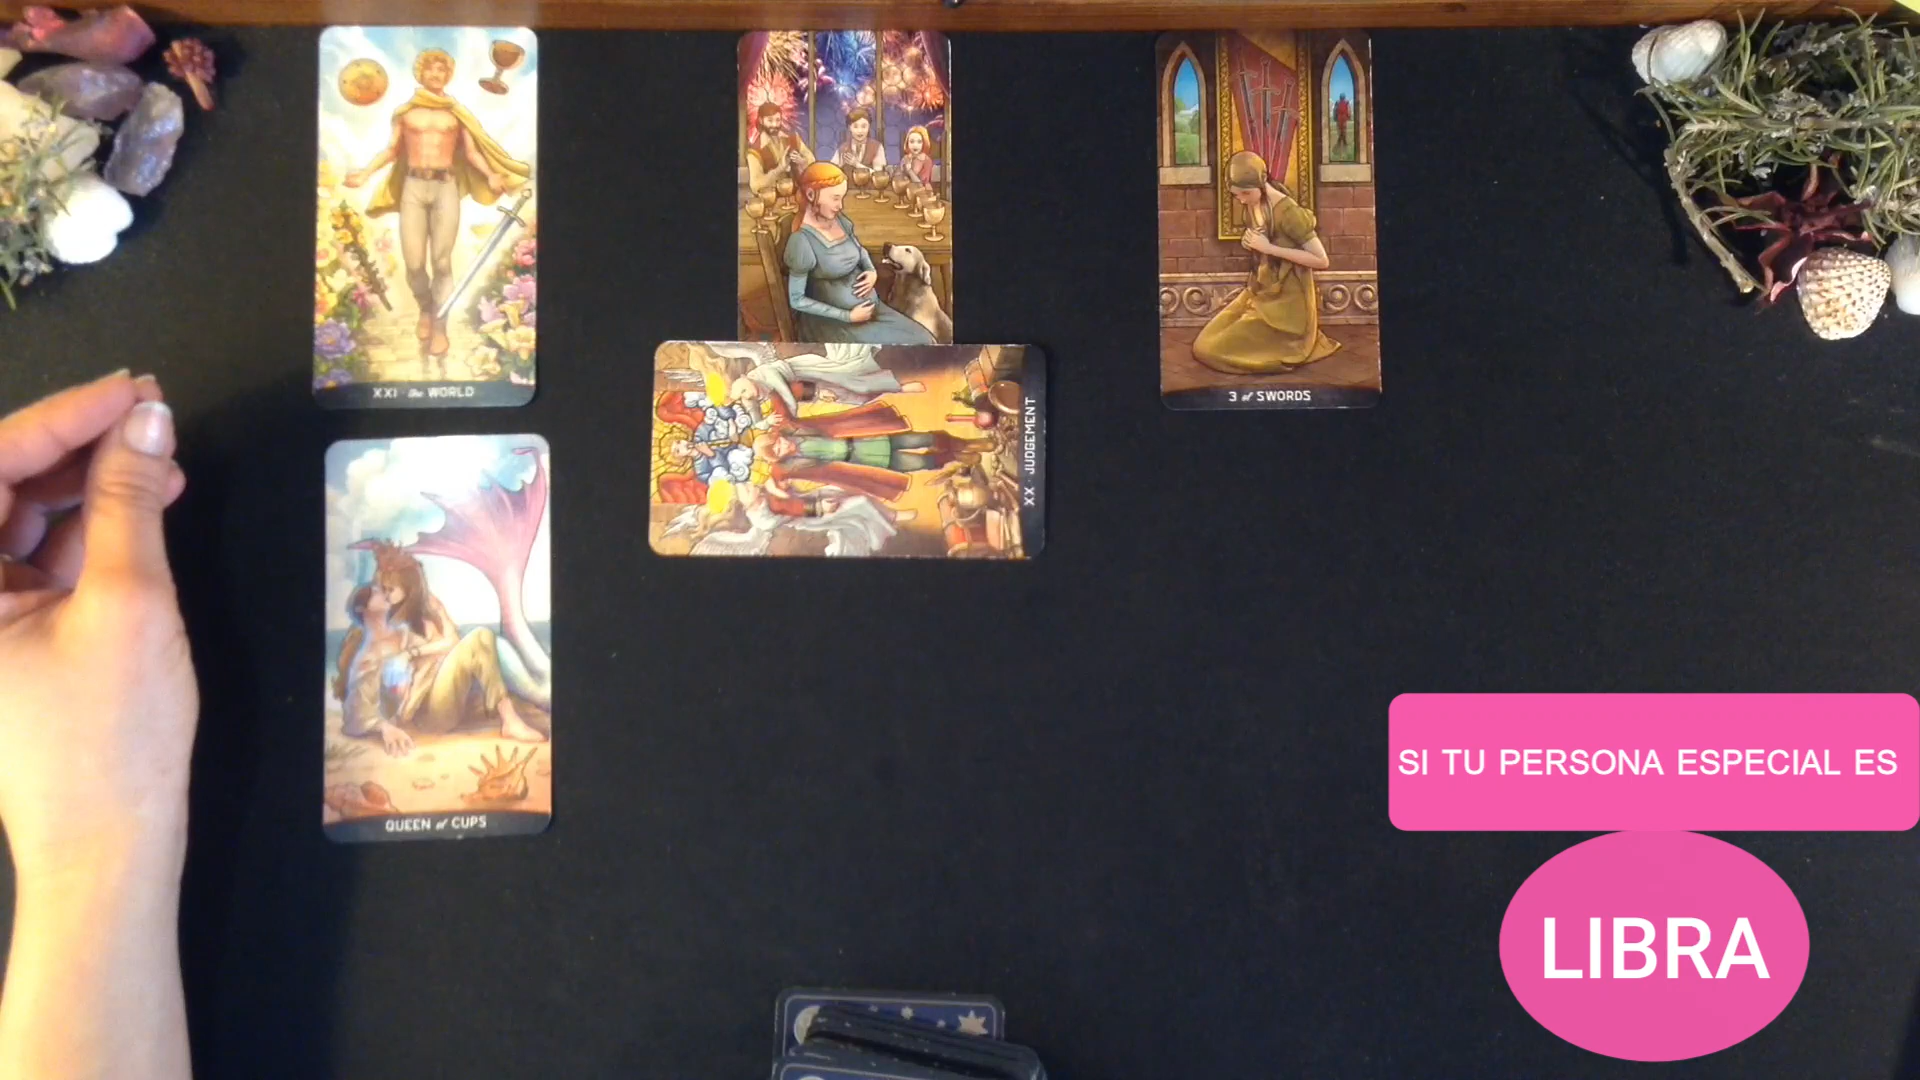 XXI · the WORLD
3 of SWORDS
XX · JUDGEMENT
QUEEN of CUPS
SI TU PERSONA ESPECIAL ES
LIBRA